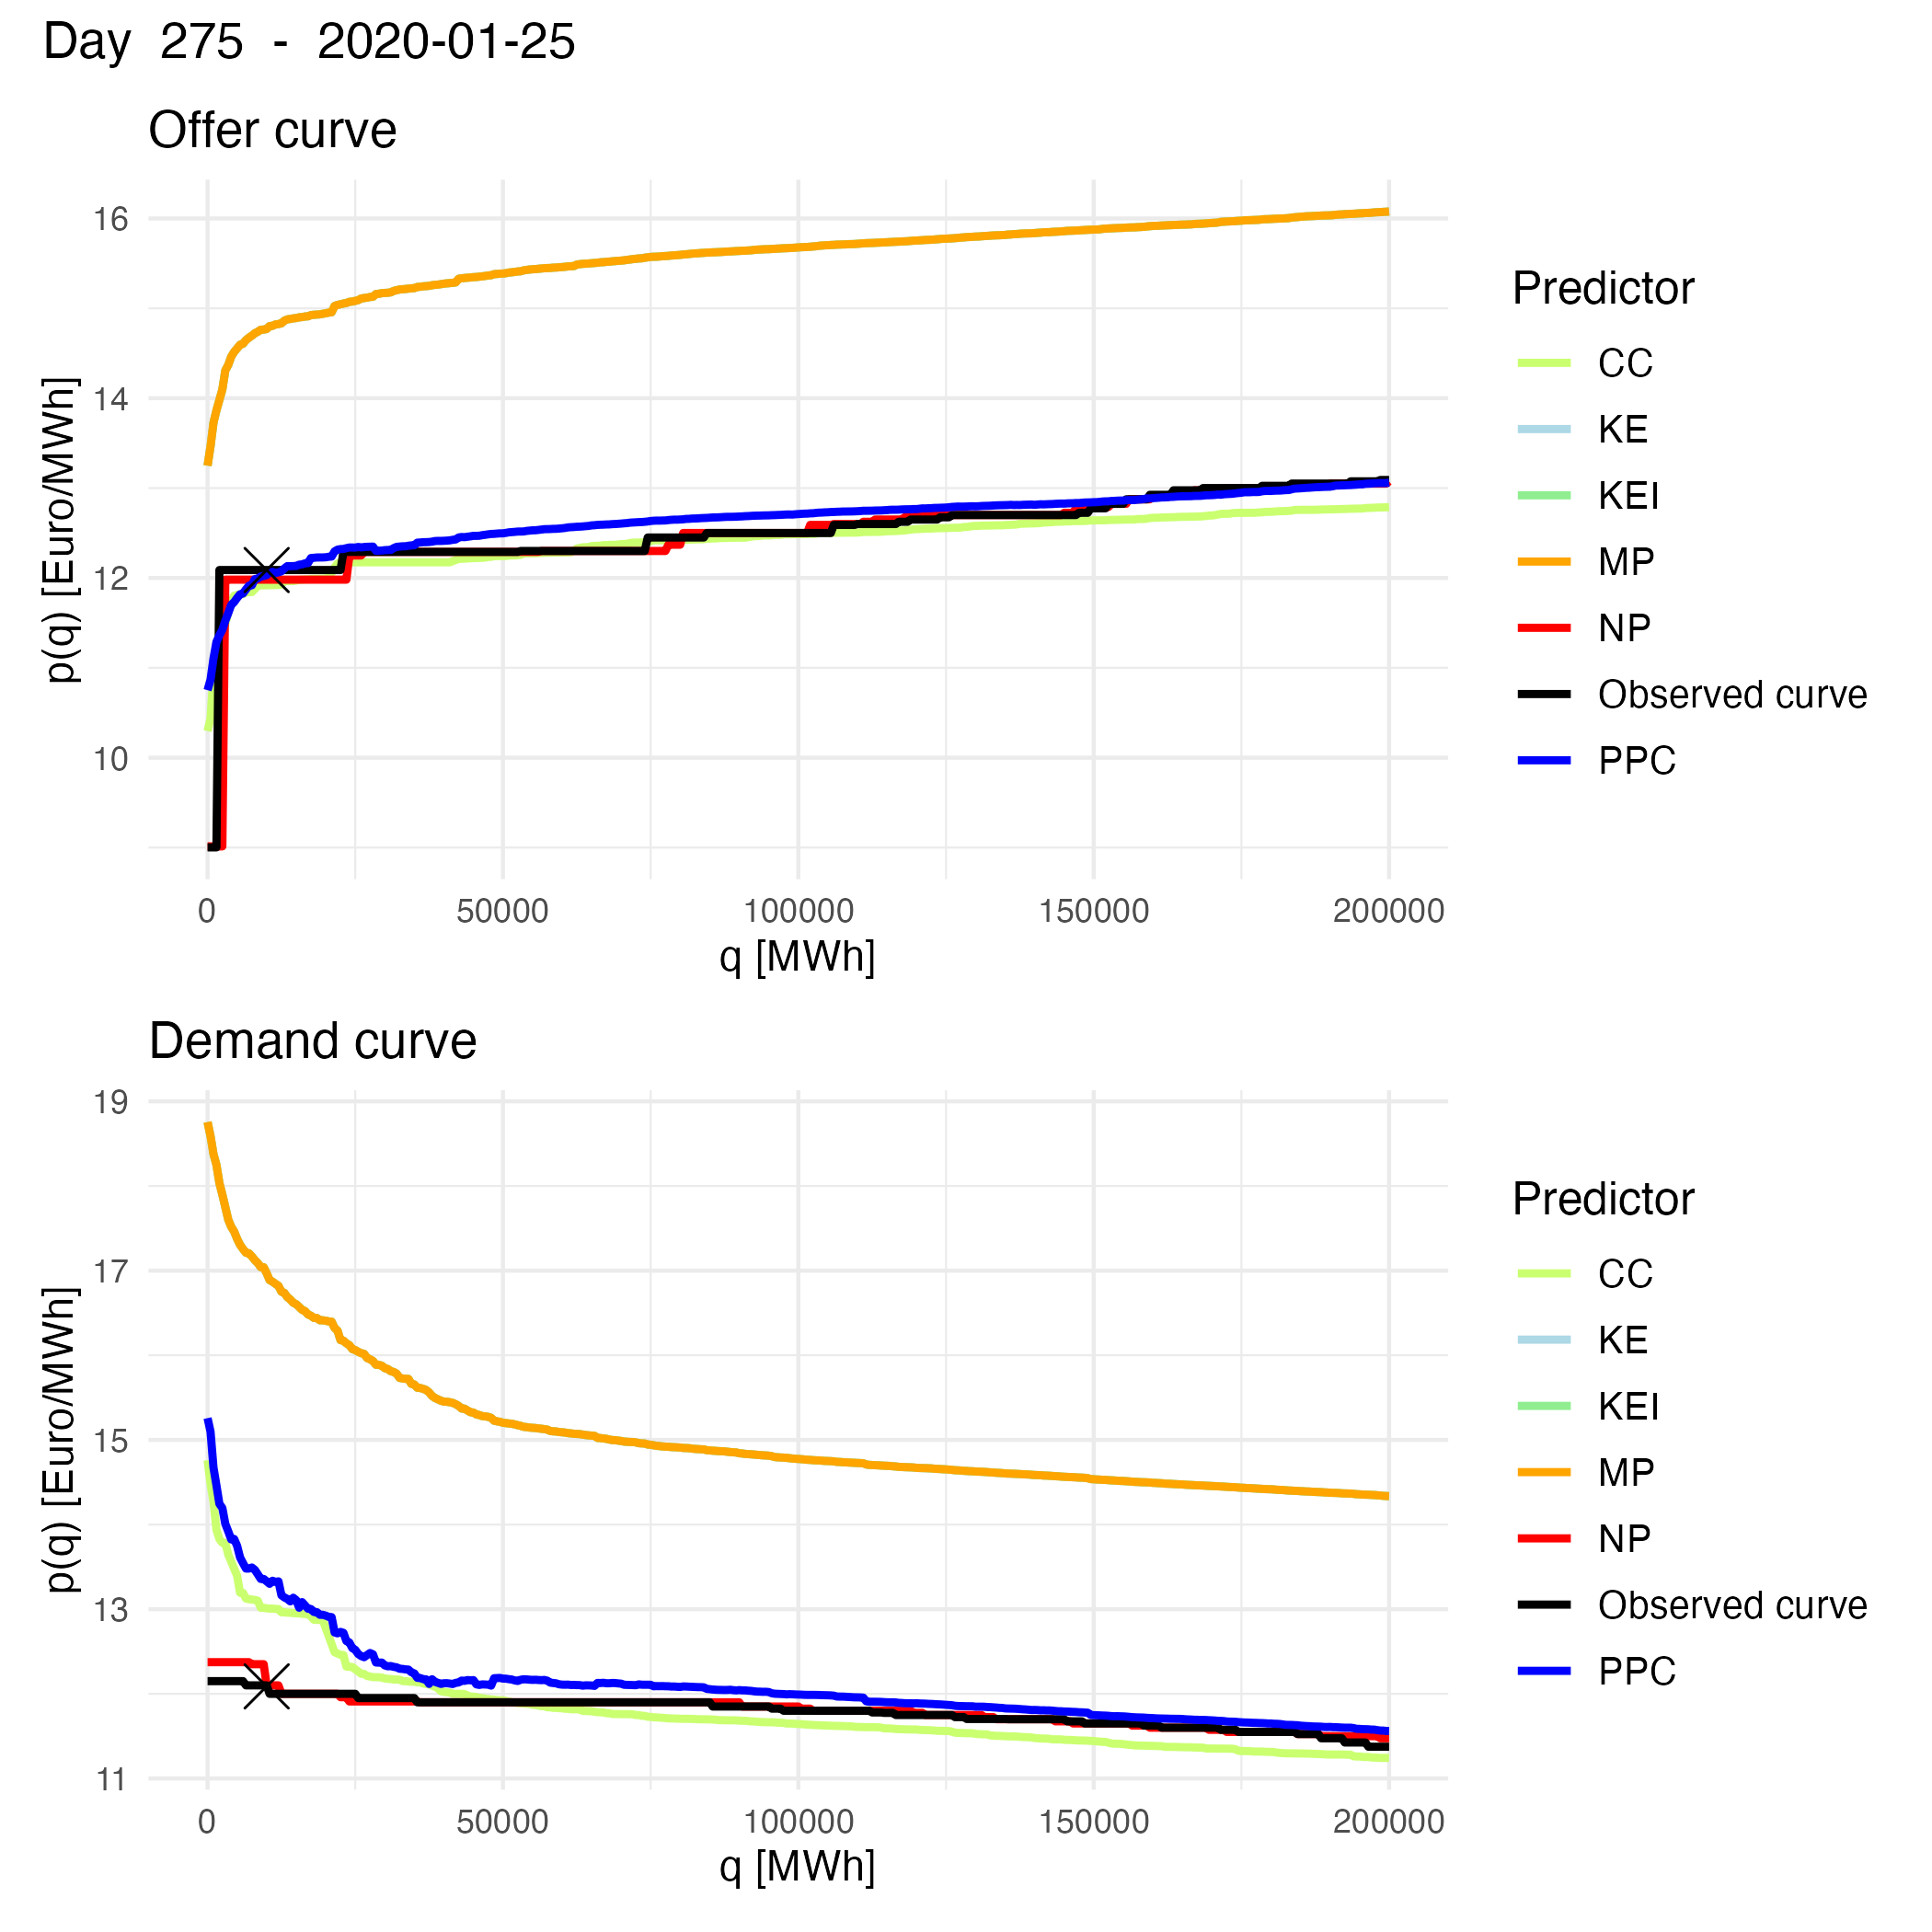 Day 275 - 2020-01-25
Offer curve
16
14
12
10
p(q) [Euro/MWh]
0 50000 100000 150000 200000
q [MWh]
Predictor
CC
KE
KEI
MP
NP
Observed curve
PPC
Demand curve
19
17
15
13
11
p(q) [Euro/MWh]
0 50000 100000 150000 200000
q [MWh]
Predictor
CC
KE
KEI
MP
NP
Observed curve
PPC